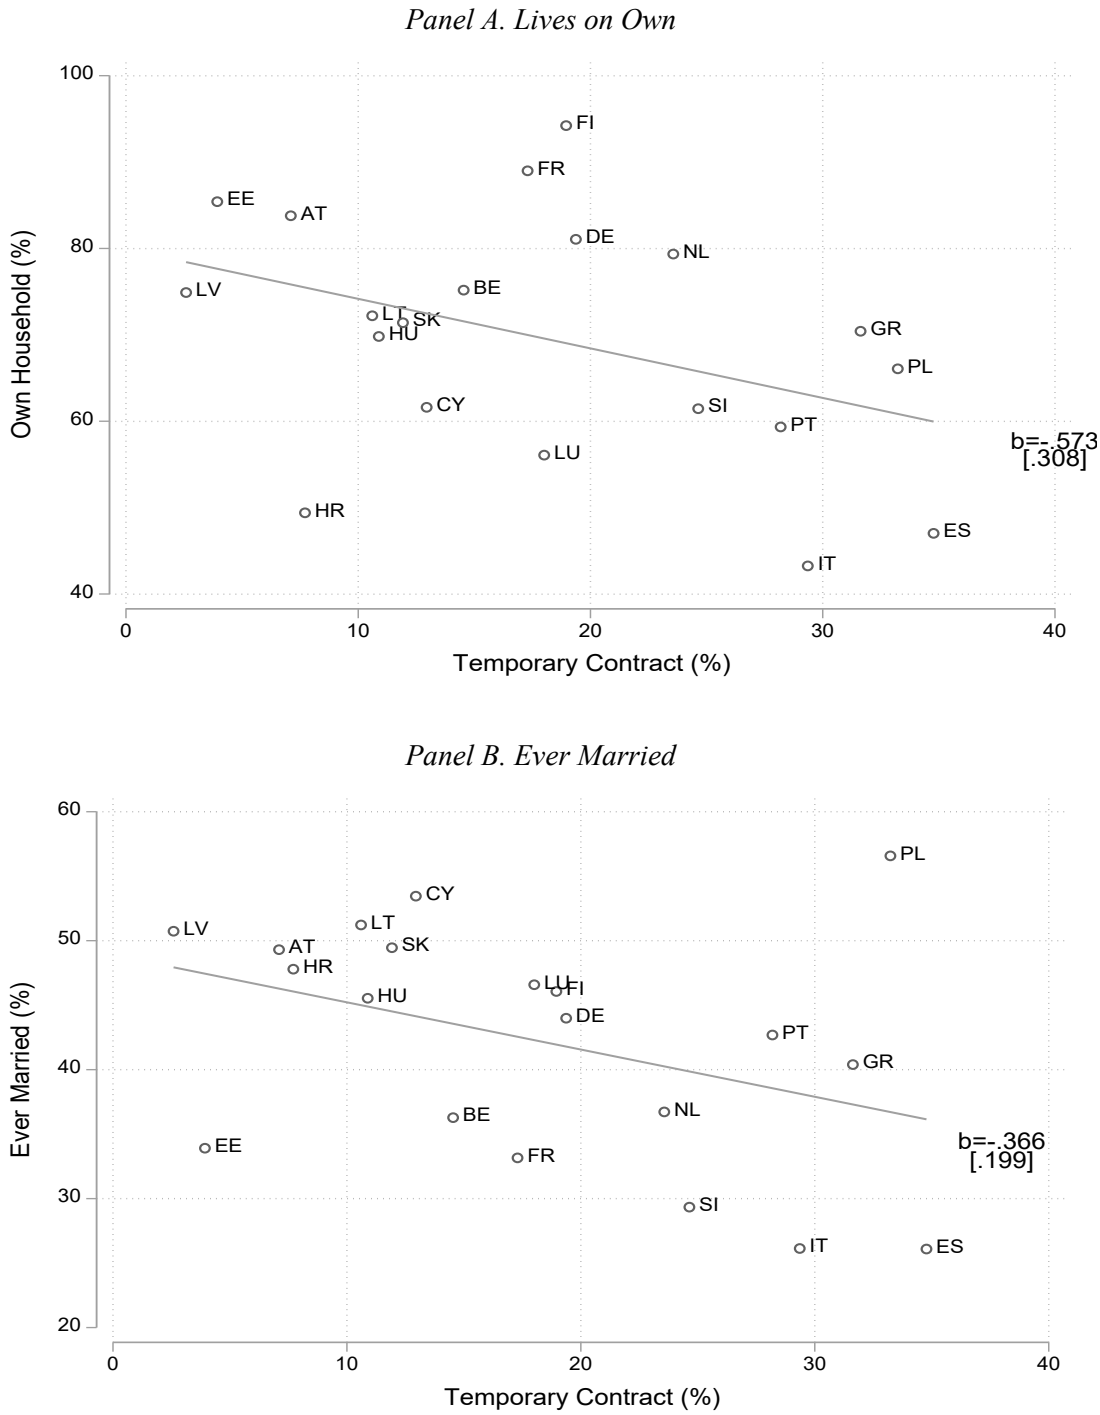 Panel A. Lives on Own
100
FI
FR
EE
AT
DE
80
NL
BE
LV
LT
SK
HU
GR
PL
CY
SI
60
PT
b=-.573
[.308]
LU
HR
ES
IT
40
Own Household (%)
0 10 20 30 40
Temporary Contract (%)
Panel B. Ever Married
60
PL
CY
LT
LV
50
AT
SK
HR
HU
LU
FI
DE
PT
GR
40
NL
BE
EE
FR
b=-.366
[.199]
30
SI
IT
ES
20
Ever Married (%)
0 10 20 30 40
Temporary Contract (%)